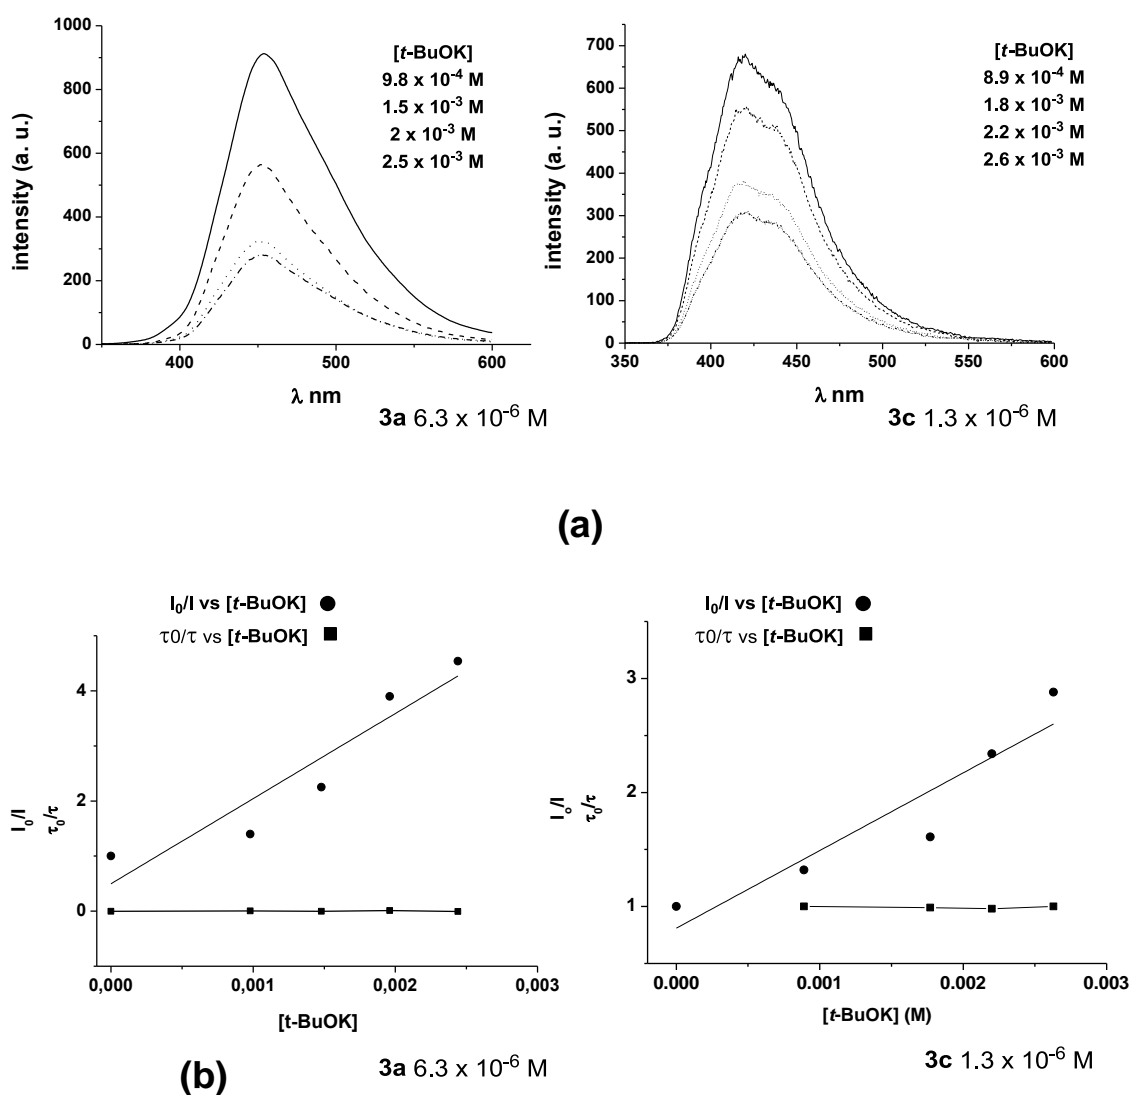 1000
800
600
400
200
0
intensity (a. u.)
[t-BuOK]
9.8 x 10⁻⁴ M
1.5 x 10⁻³ M
2 x 10⁻³ M
2.5 x 10⁻³ M
400 500 600
λ nm
3a 6.3 x 10⁻⁶ M
700
600
500
400
300
200
100
0
intensity (a. u.)
[t-BuOK]
8.9 x 10⁻⁴ M
1.8 x 10⁻³ M
2.2 x 10⁻³ M
2.6 x 10⁻³ M
350 400 450 500 550 600
λ nm
3c 1.3 x 10⁻⁶ M
(a)
I₀/I vs [t-BuOK]
τ0/τ vs [t-BuOK]
4
2
0
I₀/I
τ₀/τ
0,000 0,001 0,002 0,003
[t-BuOK]
3a 6.3 x 10⁻⁶ M
I₀/I vs [t-BuOK]
τ0/τ vs [t-BuOK]
3
2
1
I₀/I
τ₀/τ
0.000 0.001 0.002 0.003
[t-BuOK] (M)
3c 1.3 x 10⁻⁶ M
(b)